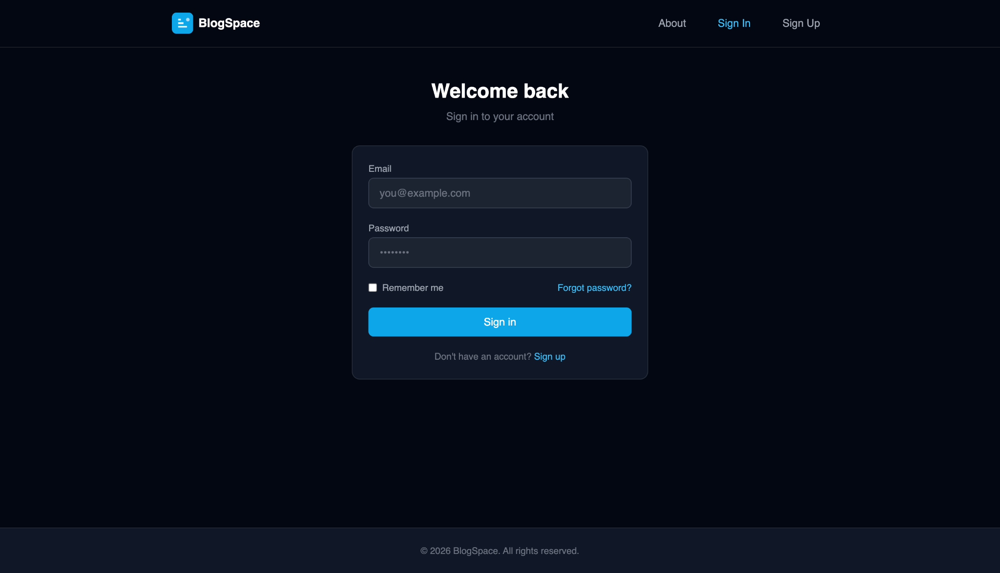 BlogSpace
About
Sign In
Sign Up
Welcome back
Sign in to your account
Email
you@example.com
Password
••••••••
Remember me
Forgot password?
Sign in
Don't have an account? Sign up
© 2026 BlogSpace. All rights reserved.